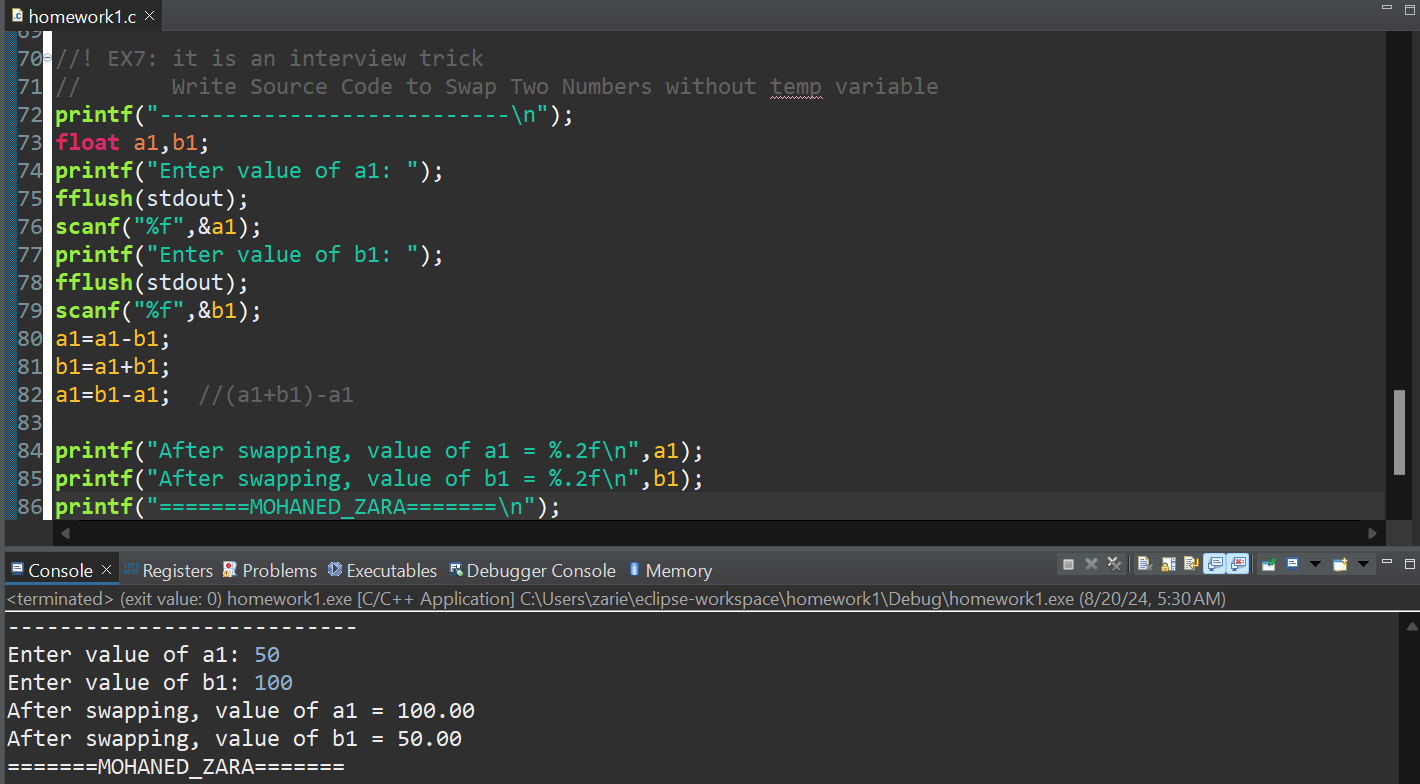 homework1.c
69
70 //! EX7: it is an interview trick
71 //       Write Source Code to Swap Two Numbers without temp variable
72 printf("---------------------------\n");
73 float a1,b1;
74 printf("Enter value of a1: ");
75 fflush(stdout);
76 scanf("%f",&a1);
77 printf("Enter value of b1: ");
78 fflush(stdout);
79 scanf("%f",&b1);
80 a1=a1-b1;
81 b1=a1+b1;
82 a1=b1-a1;  //(a1+b1)-a1
83
84 printf("After swapping, value of a1 = %.2f\n",a1);
85 printf("After swapping, value of b1 = %.2f\n",b1);
86 printf("=======MOHANED_ZARA=======\n");
Console Registers Problems Executables Debugger Console Memory
<terminated> (exit value: 0) homework1.exe [C/C++ Application] C:\Users\zarie\eclipse-workspace\homework1\Debug\homework1.exe (8/20/24, 5:30 AM)
---------------------------
Enter value of a1: 50
Enter value of b1: 100
After swapping, value of a1 = 100.00
After swapping, value of b1 = 50.00
=======MOHANED_ZARA=======